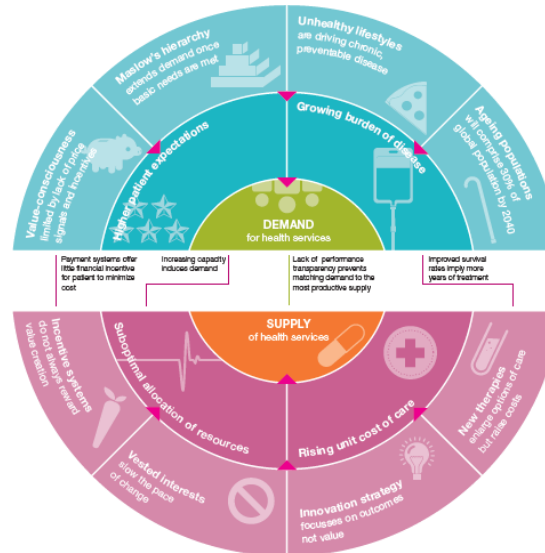 Maslow's hierarchy
extends demand once
basic needs are met
Unhealthy lifestyles
are driving chronic,
preventable disease
Value-consciousness
limited by lack of price
signals and incentives
Ageing populations
will comprise 30% of
global population by 2040
Higher patient expectations
Growing burden of disease
DEMAND
for health services
Payment systems offer
little financial incentive
for patient to minimize
cost
Increasing capacity
induces demand
Lack of performance
transparency prevents
matching demand to the
most productive supply
Improved survival
rates imply more
years of treatment
SUPPLY
of health services
Suboptimal allocation of resources
Rising unit cost of care
Incentive systems
do not always reward
value creation
New therapies
enlarge options of care
but raise costs
Vested interests
slow the pace
of change
Innovation strategy
focusses on outcomes
not value